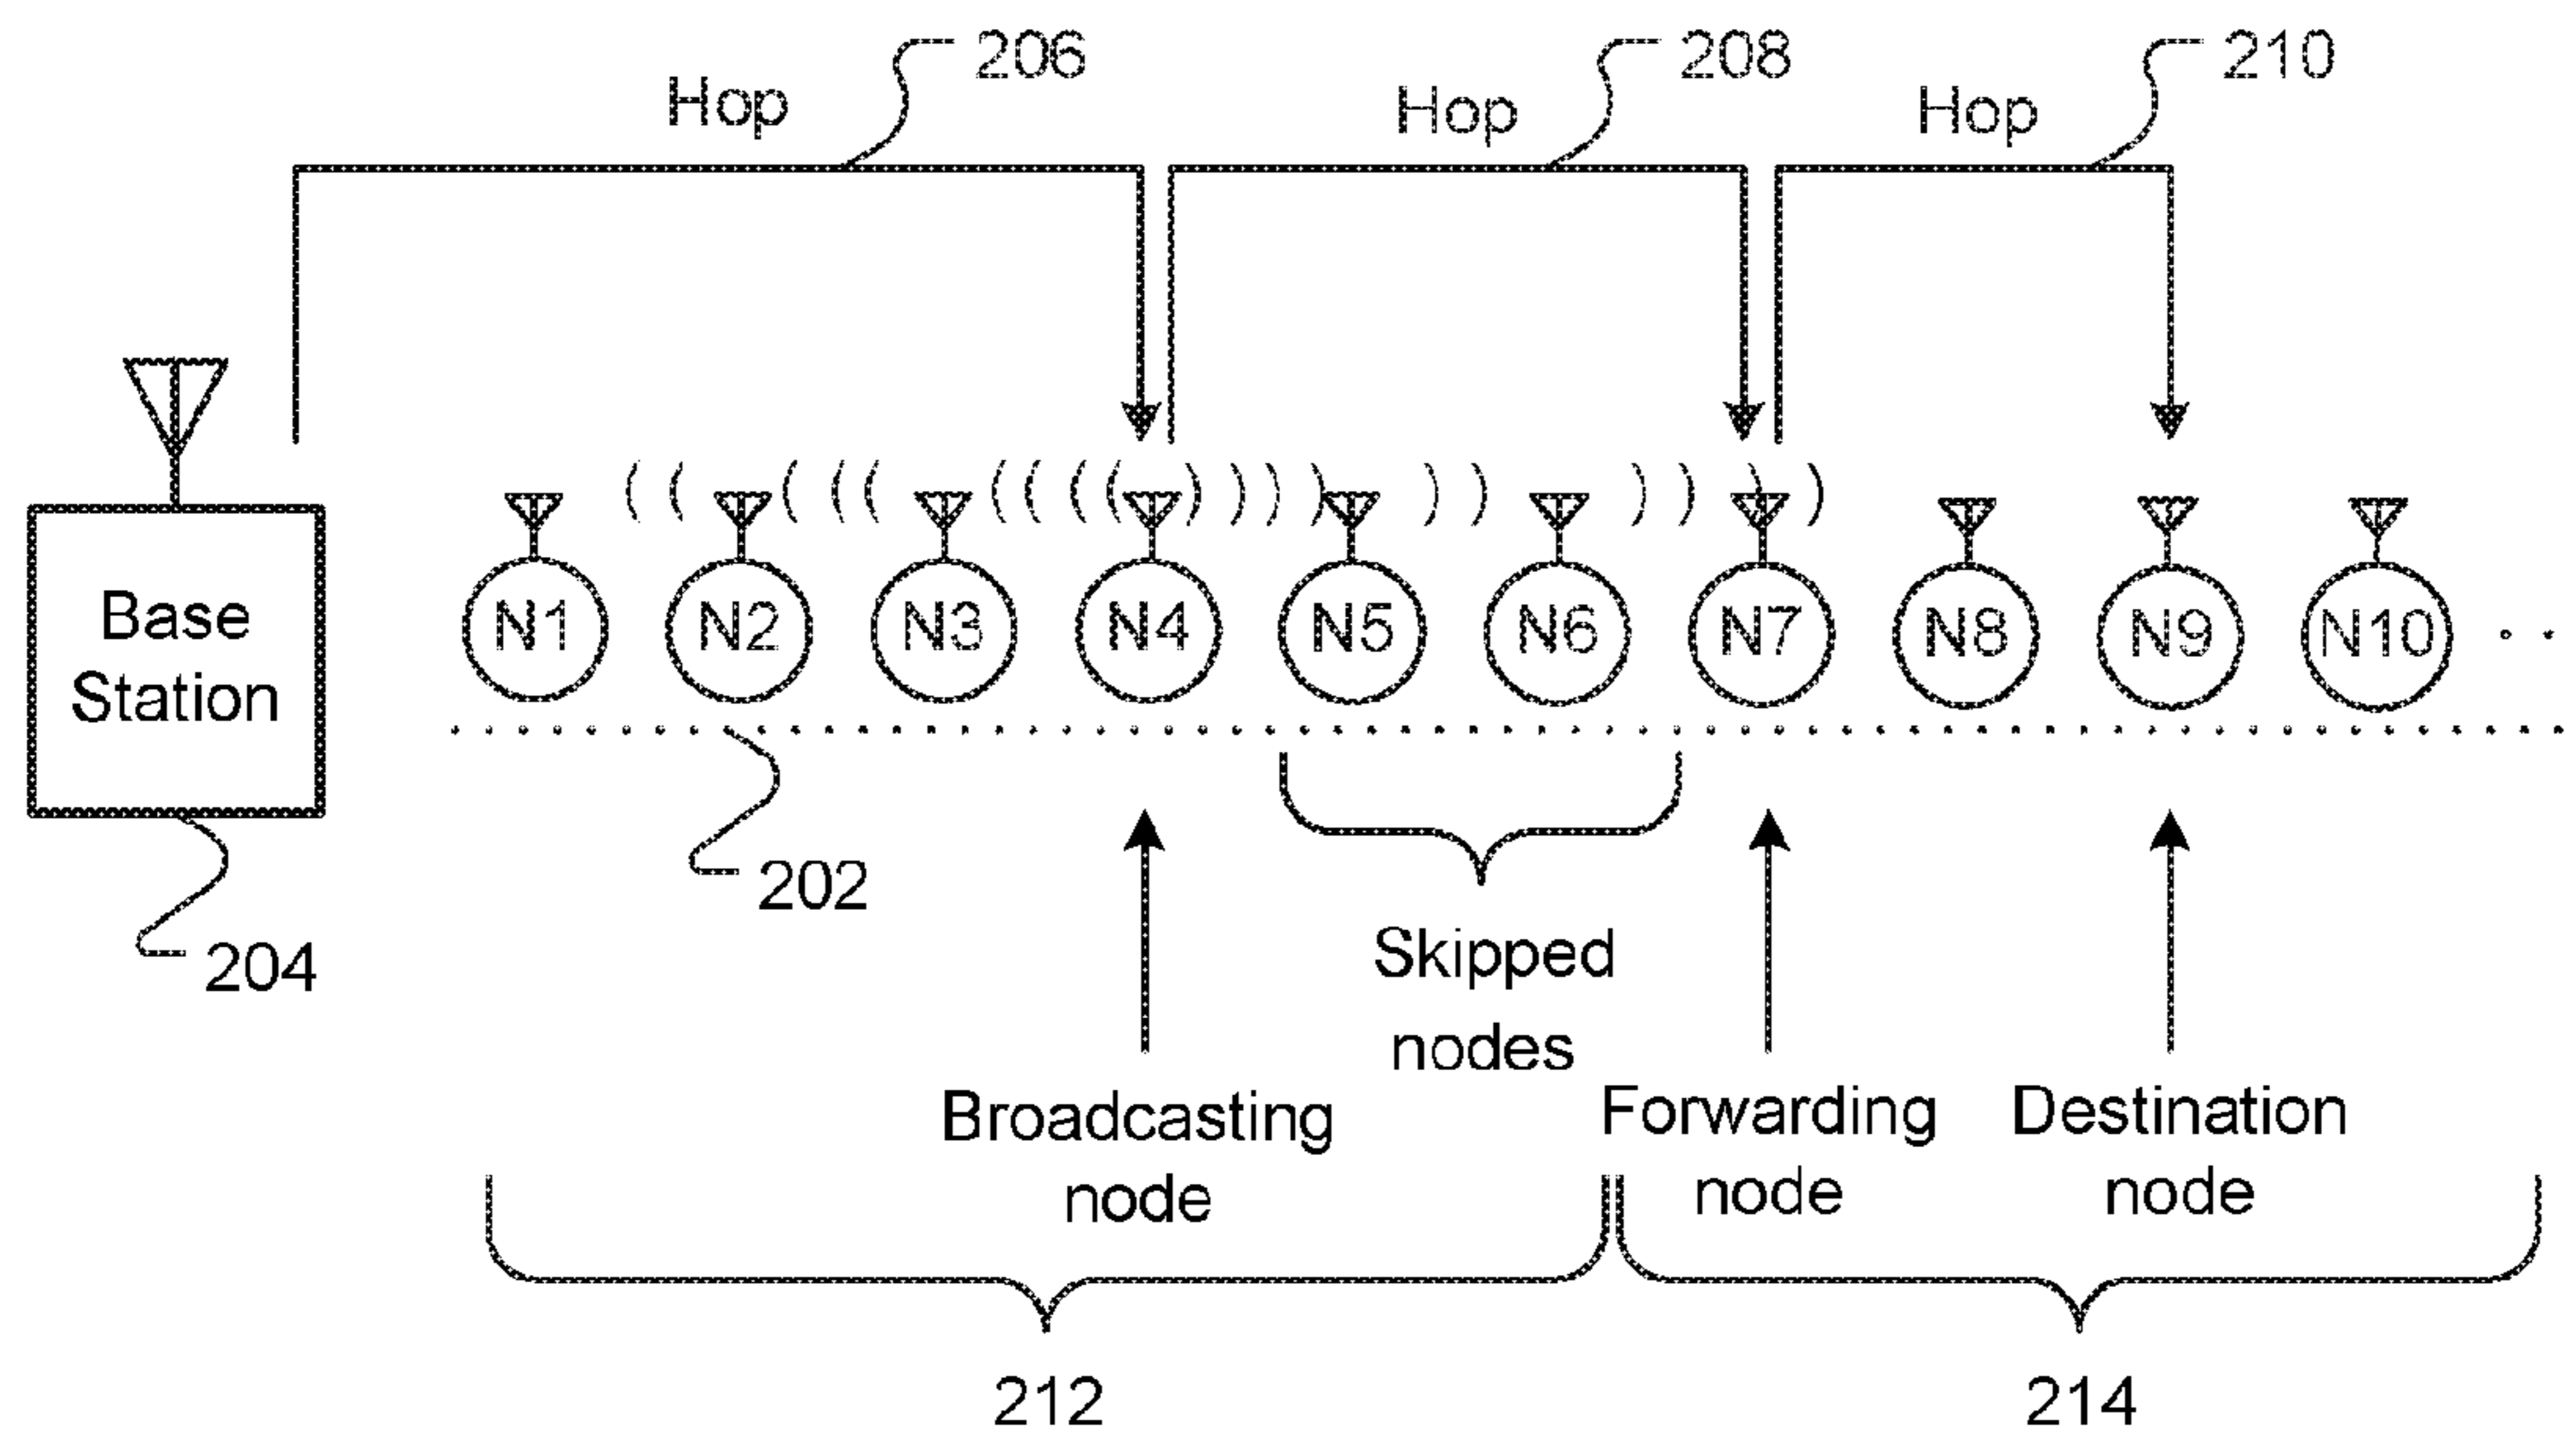 206
208
210
Hop
Hop
Hop
Base
Station
N1 N2 N3 N4 N5 N6 N7 N8 N9 N10
202
204
Skipped
nodes
Broadcasting
node
Forwarding
node
Destination
node
212
214